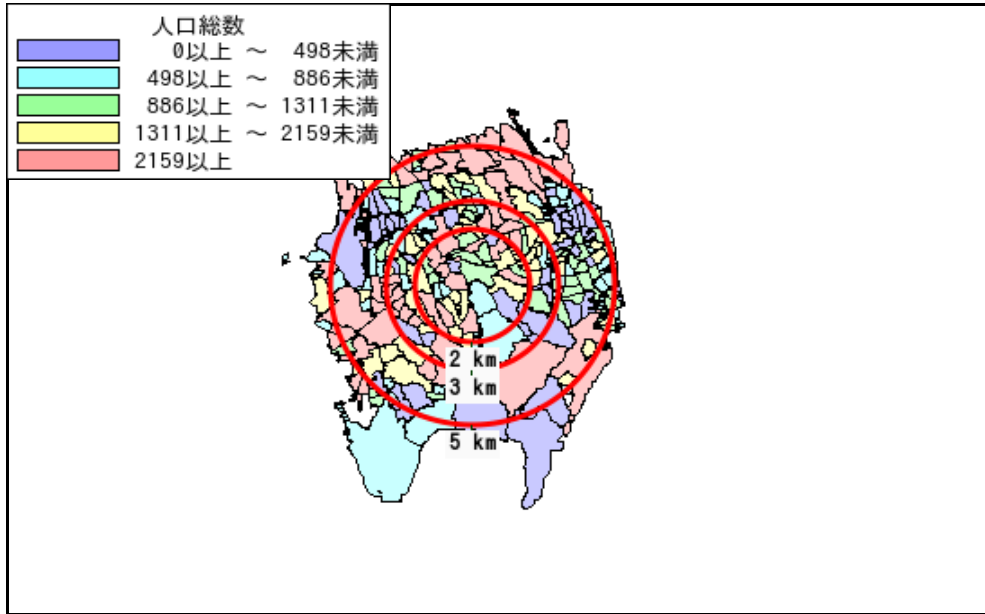 人口総数
0以上 ～ 498未満
498以上 ～ 886未満
886以上 ～ 1311未満
1311以上 ～ 2159未満
2159以上
2 km
3 km
5 km